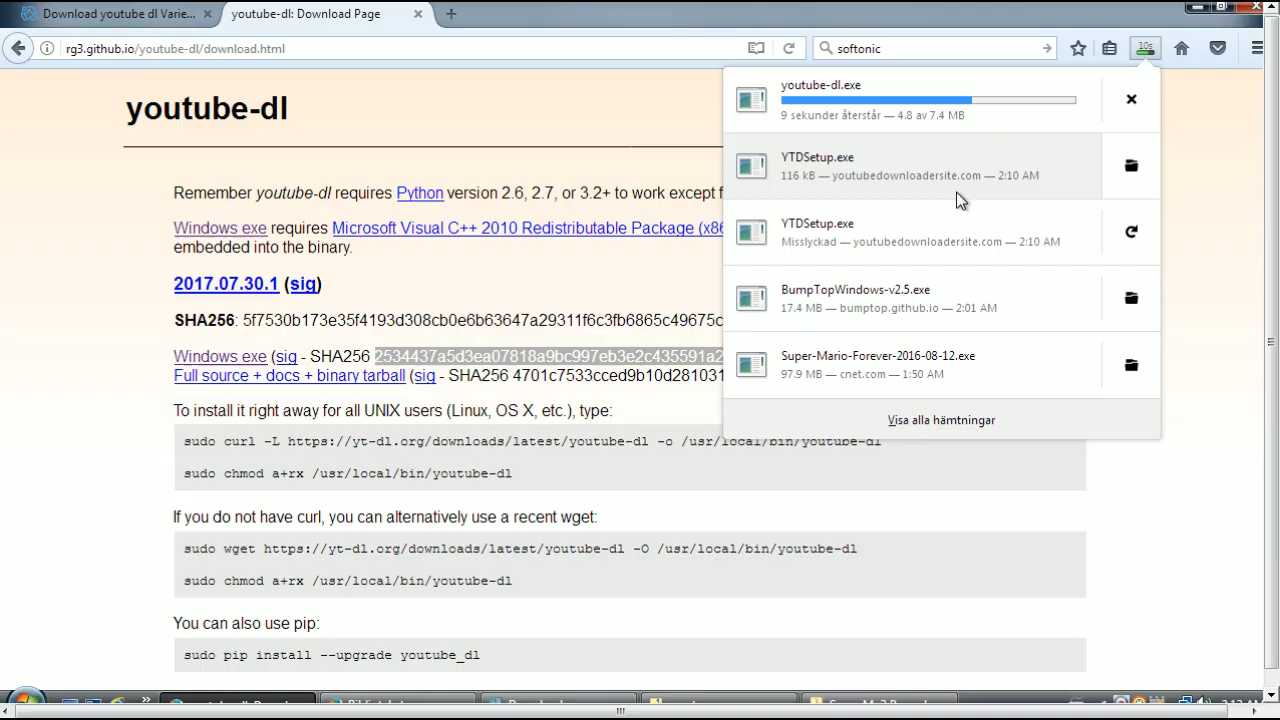 Download youtube dl Varie...
youtube-dl: Download Page
rg3.github.io/youtube-dl/download.html
softonic
10s
youtube-dl.exe
9 sekunder återstår — 4.8 av 7.4 MB
YTDSetup.exe
116 kB — youtubedownloadersite.com — 2:10 AM
YTDSetup.exe
Misslyckad — youtubedownloadersite.com — 2:10 AM
BumpTopWindows-v2.5.exe
17.4 MB — bumptop.github.io — 2:01 AM
Super-Mario-Forever-2016-08-12.exe
97.9 MB — cnet.com — 1:50 AM
Visa alla hämtningar
youtube-dl
Remember youtube-dl requires Python version 2.6, 2.7, or 3.2+ to work except
Windows exe requires Microsoft Visual C++ 2010 Redistributable Package (x86
embedded into the binary.
2017.07.30.1 (sig)
SHA256: 5f7530b173e35f4193d308cb0e6b63647a29311f6c3fb6865c49675c
Windows exe (sig - SHA256 2534437a5d3ea07818a9bc997eb3e2c435591a2
Full source + docs + binary tarball (sig - SHA256 4701c7533cced9b10d281031
To install it right away for all UNIX users (Linux, OS X, etc.), type:
sudo curl -L https://yt-dl.org/downloads/latest/youtube-dl -o /usr/local/bin/youtube-dl
sudo chmod a+rx /usr/local/bin/youtube-dl
If you do not have curl, you can alternatively use a recent wget:
sudo wget https://yt-dl.org/downloads/latest/youtube-dl -O /usr/local/bin/youtube-dl
sudo chmod a+rx /usr/local/bin/youtube-dl
You can also use pip:
sudo pip install --upgrade youtube_dl